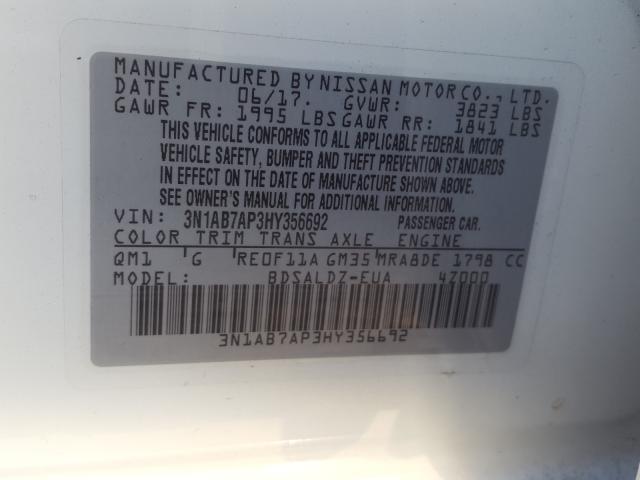 MANUFACTURED BY NISSAN MOTOR CO., LTD.
DATE: 06/17. GVWR: 3823 LBS
GAWR FR: 1995 LBS GAWR RR: 1841 LBS
THIS VEHICLE CONFORMS TO ALL APPLICABLE FEDERAL MOTOR
VEHICLE SAFETY, BUMPER AND THEFT PREVENTION STANDARDS
IN EFFECT ON THE DATE OF MANUFACTURE SHOWN ABOVE.
SEE OWNER'S MANUAL FOR ADDITIONAL INFORMATION.
VIN: 3N1AB7AP3HY356692 PASSENGER CAR.
COLOR TRIM TRANS AXLE ENGINE
QM1 G RE0F11A GM35 MRA8DE 1798 CC
MODEL: BDSALDZ-EUA 4Z000
3N1AB7AP3HY356692